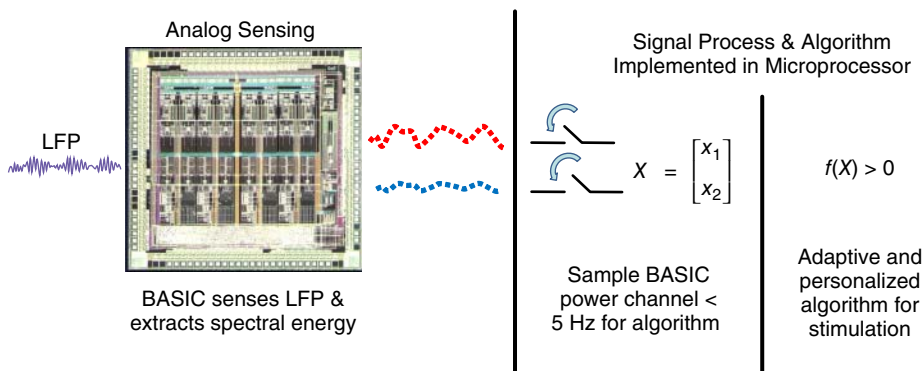 Analog Sensing
LFP
BASIC senses LFP &
extracts spectral energy
Signal Process & Algorithm
Implemented in Microprocessor
X = [x1
x2]
Sample BASIC
power channel <
5 Hz for algorithm
f(X) > 0
Adaptive and
personalized
algorithm for
stimulation